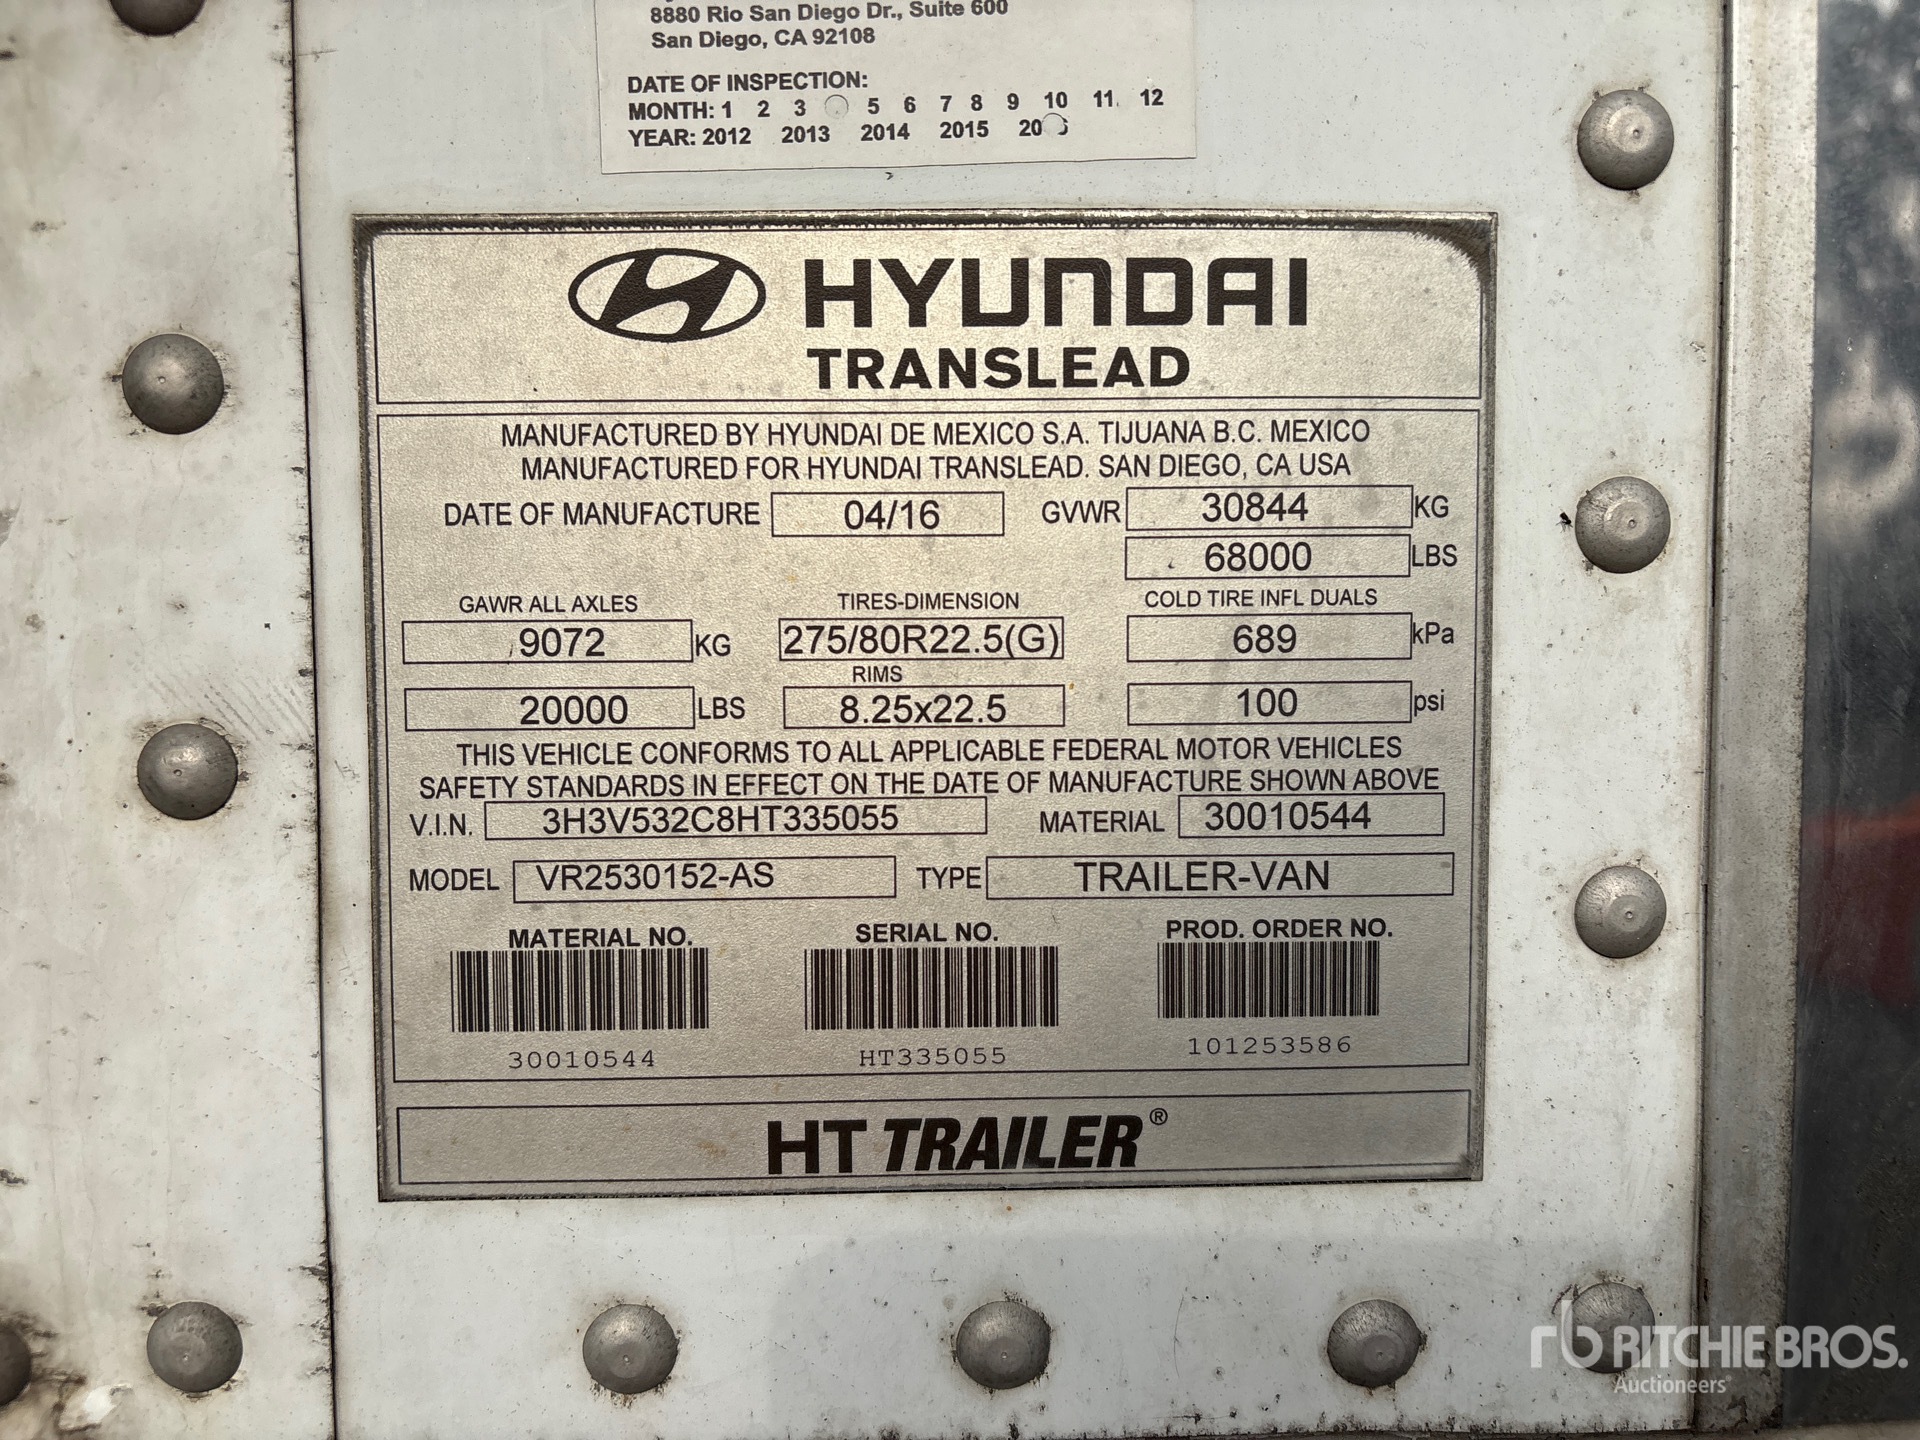 8880 Rio San Diego Dr., Suite 600
San Diego, CA 92108
DATE OF INSPECTION:
MONTH: 1 2 3 5 6 7 8 9 10 11 12
YEAR: 2012 2013 2014 2015
HYUNDAI
TRANSLEAD
MANUFACTURED BY HYUNDAI DE MEXICO S.A. TIJUANA B.C. MEXICO
MANUFACTURED FOR HYUNDAI TRANSLEAD. SAN DIEGO, CA USA
DATE OF MANUFACTURE 04/16 GVWR 30844 KG
68000 LBS
GAWR ALL AXLES TIRES-DIMENSION COLD TIRE INFL DUALS
9072 KG 275/80R22.5(G) 689 kPa
RIMS
20000 LBS 8.25x22.5 100 psi
THIS VEHICLE CONFORMS TO ALL APPLICABLE FEDERAL MOTOR VEHICLES
SAFETY STANDARDS IN EFFECT ON THE DATE OF MANUFACTURE SHOWN ABOVE
V.I.N. 3H3V532C8HT335055 MATERIAL 30010544
MODEL VR2530152-AS TYPE TRAILER-VAN
MATERIAL NO. SERIAL NO. PROD. ORDER NO.
30010544 HT335055 101253586
HT TRAILER®
rb RITCHIE BROS.
Auctioneers